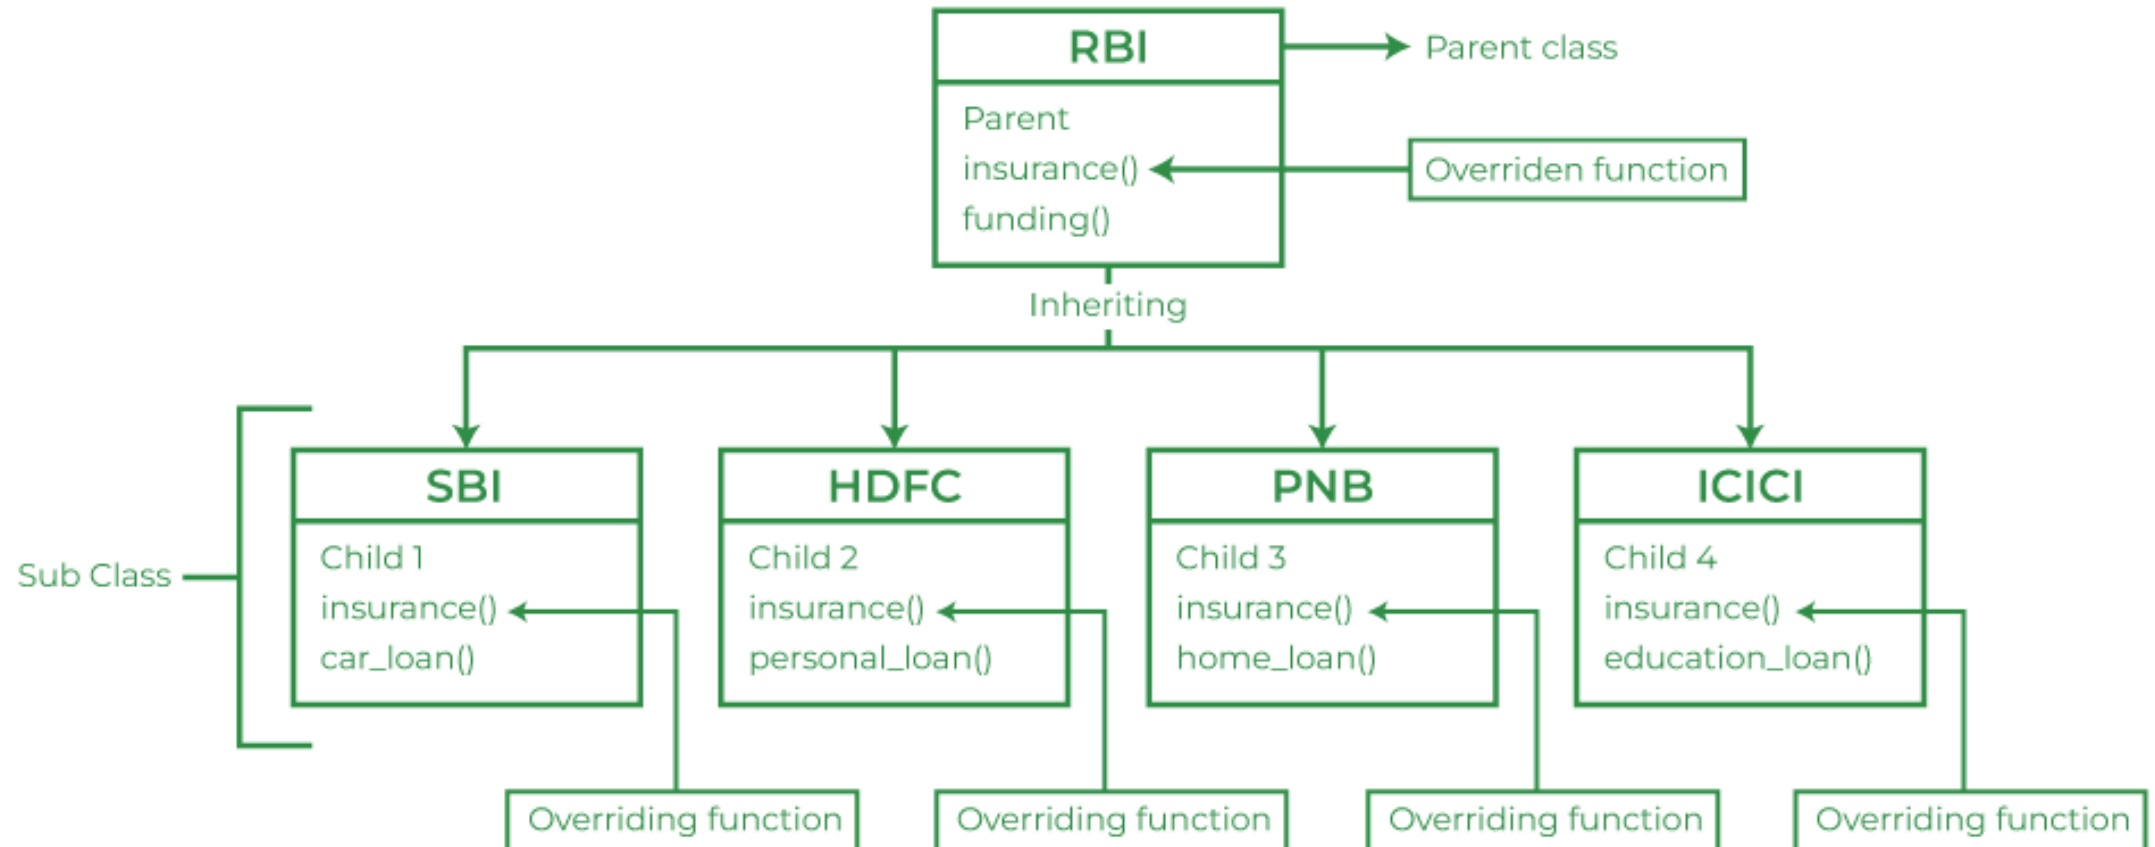 RBI
Parent class
Parent
insurance()
Overriden function
funding()
Inheriting
Sub Class
SBI
Child 1
insurance()
car_loan()
HDFC
Child 2
insurance()
personal_loan()
PNB
Child 3
insurance()
home_loan()
ICICI
Child 4
insurance()
education_loan()
Overriding function
Overriding function
Overriding function
Overriding function